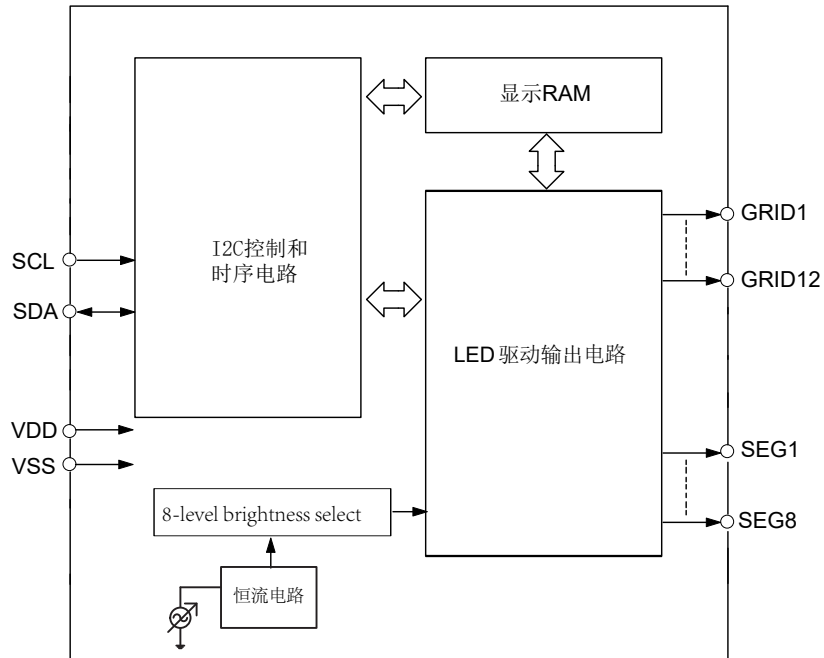 显示RAM
GRID1
I2C控制和
时序电路
SCL
GRID12
SDA
LED 驱动输出电路
VDD
SEG1
VSS
8-level brightness select
SEG8
恒流电路